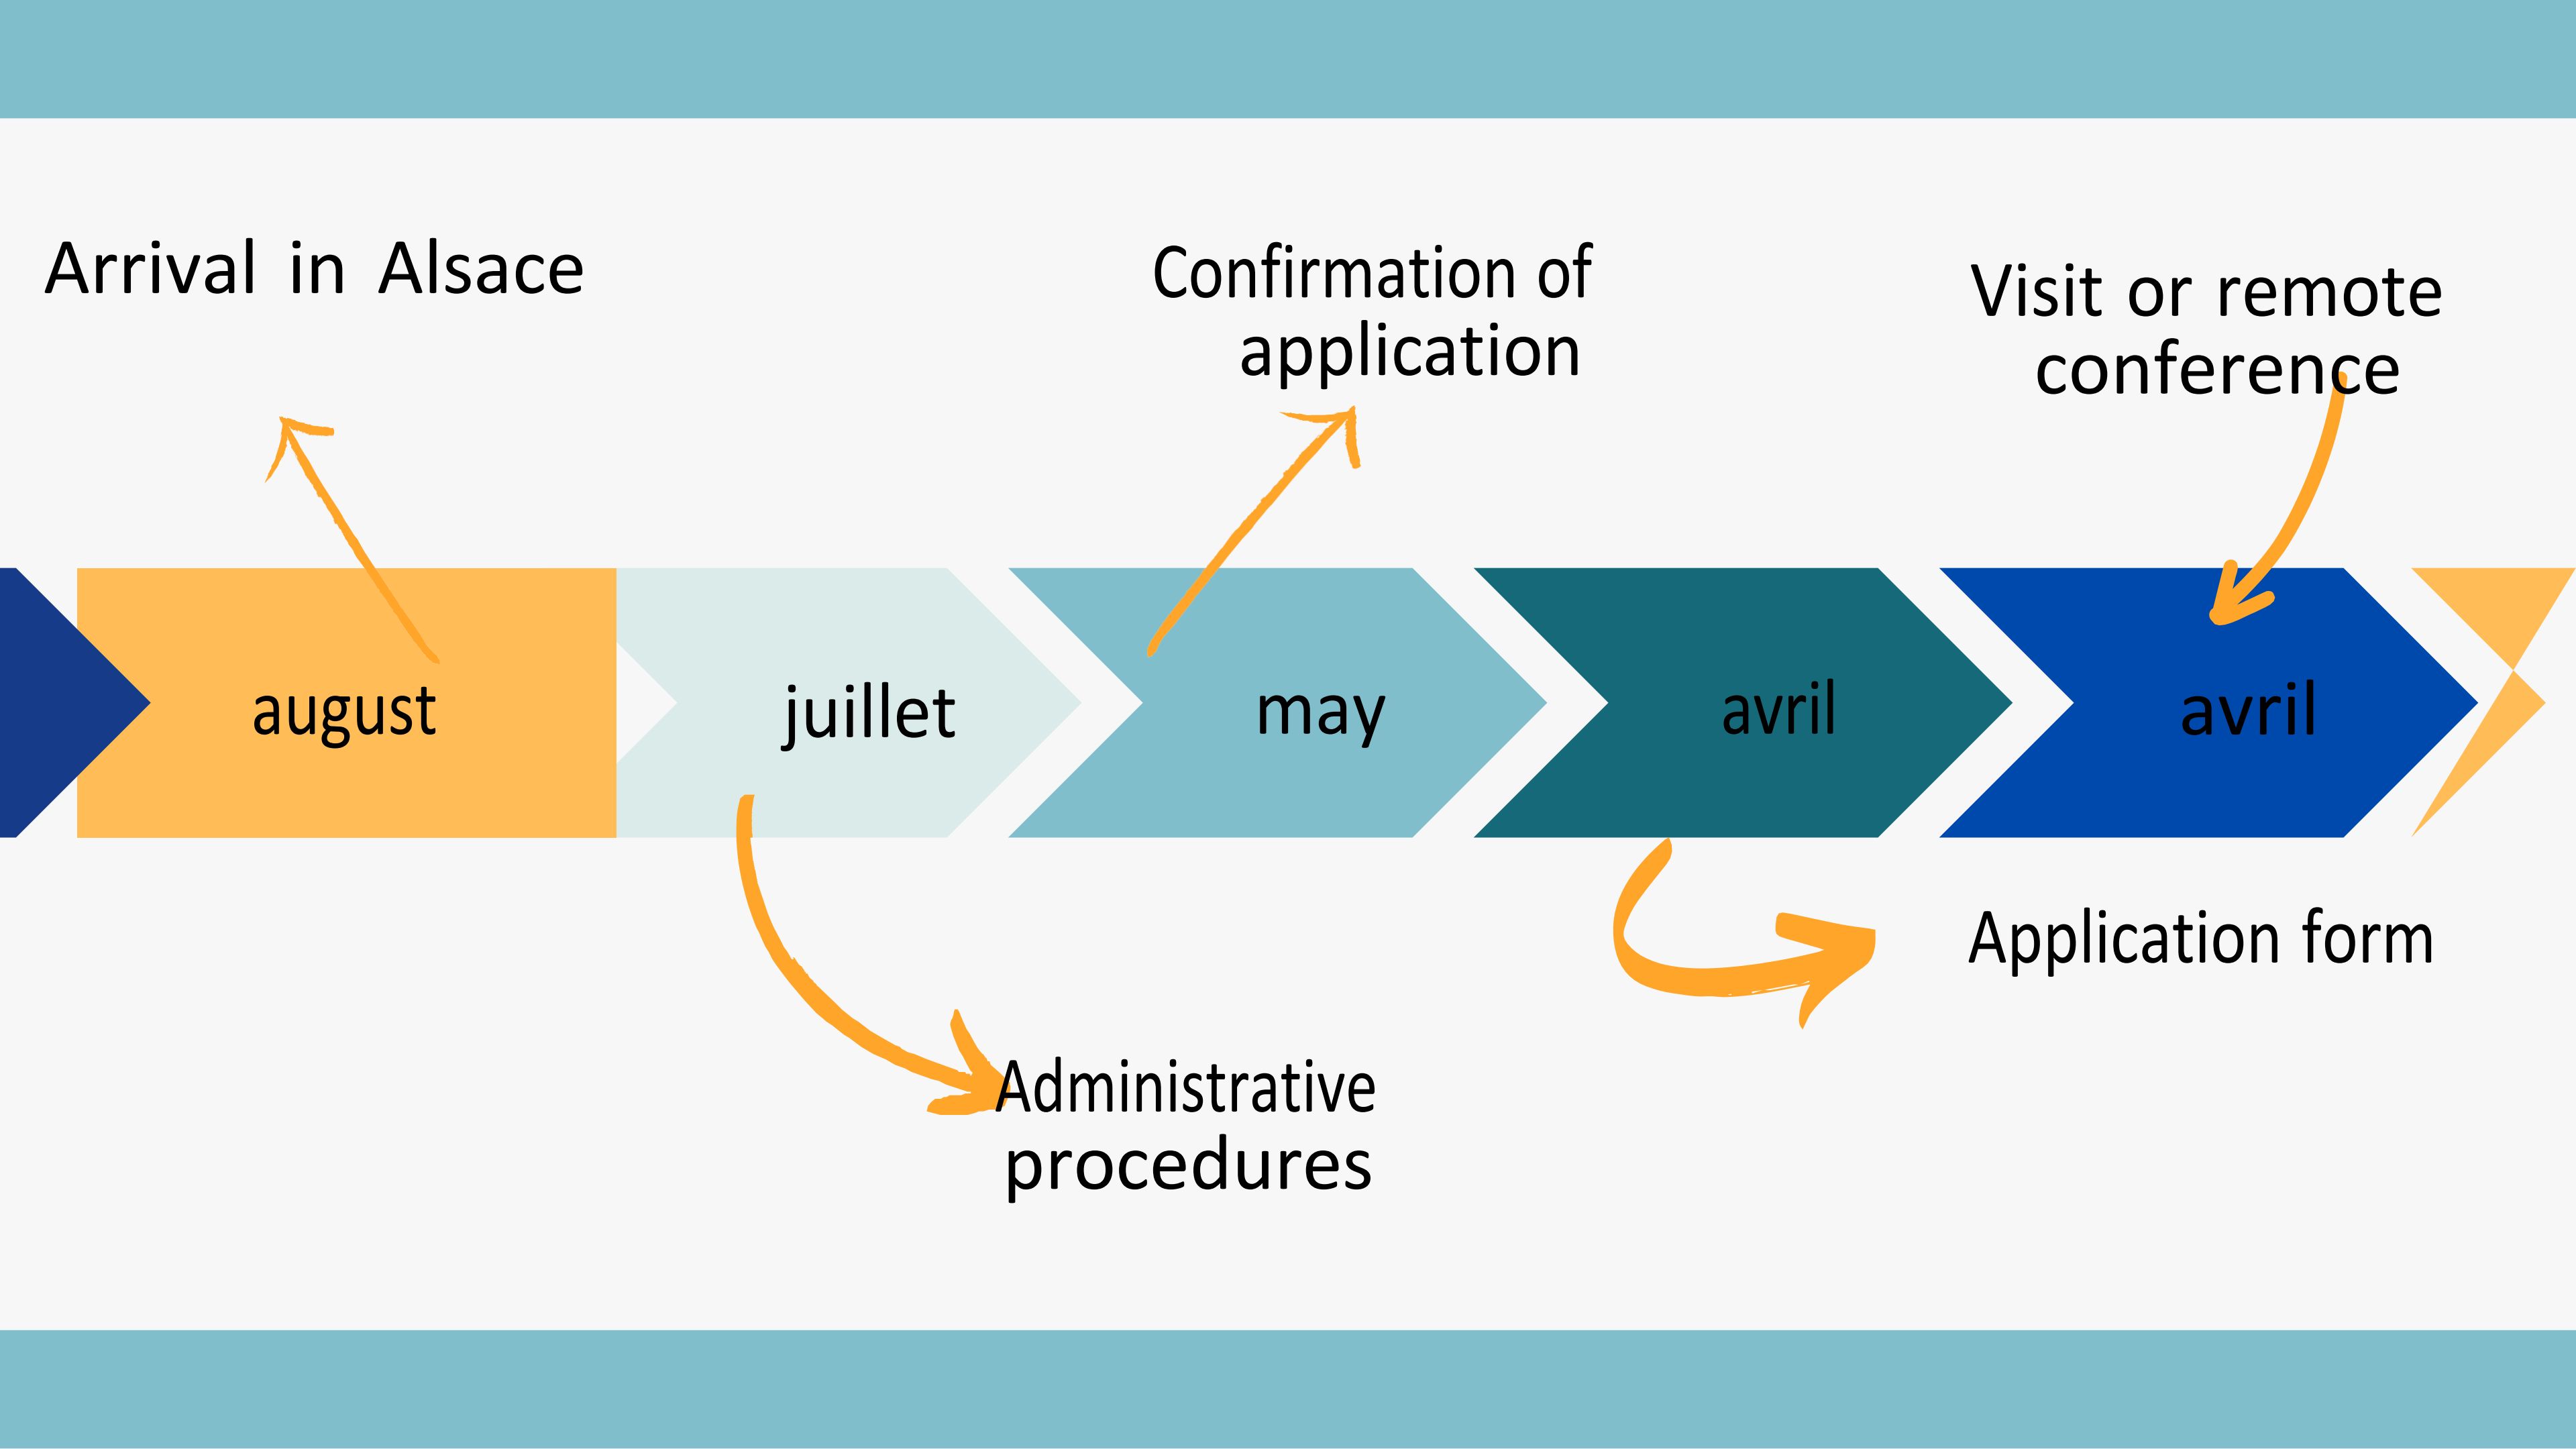 Arrival in Alsace
Confirmation of
application
Visit or remote
conference
august
juillet
may
avril
avril
Application form
Administrative
procedures